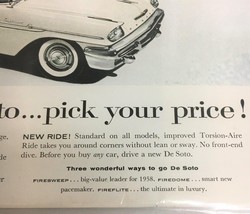 to...pick your price!
NEW RIDE! Standard on all models, improved Torsion-Aire
ge. Ride takes you around corners without lean or sway. No front-end
dive. Before you buy any car, drive a new De Soto.
Three wonderful ways to go De Soto
FIRESWEEP...big-value leader for 1958. FIREDOME...smart new
pacemaker. FIREFLITE...the ultimate in luxury.